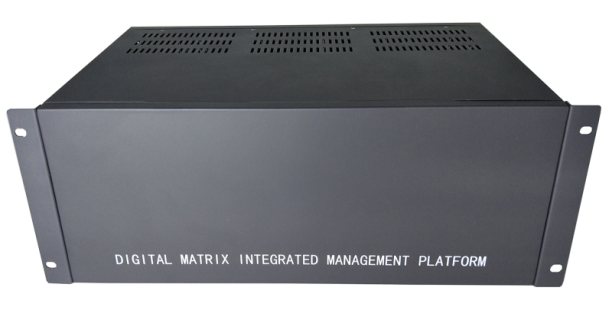 DIGITAL MATRIX INTEGRATED MANAGEMENT PLATFORM